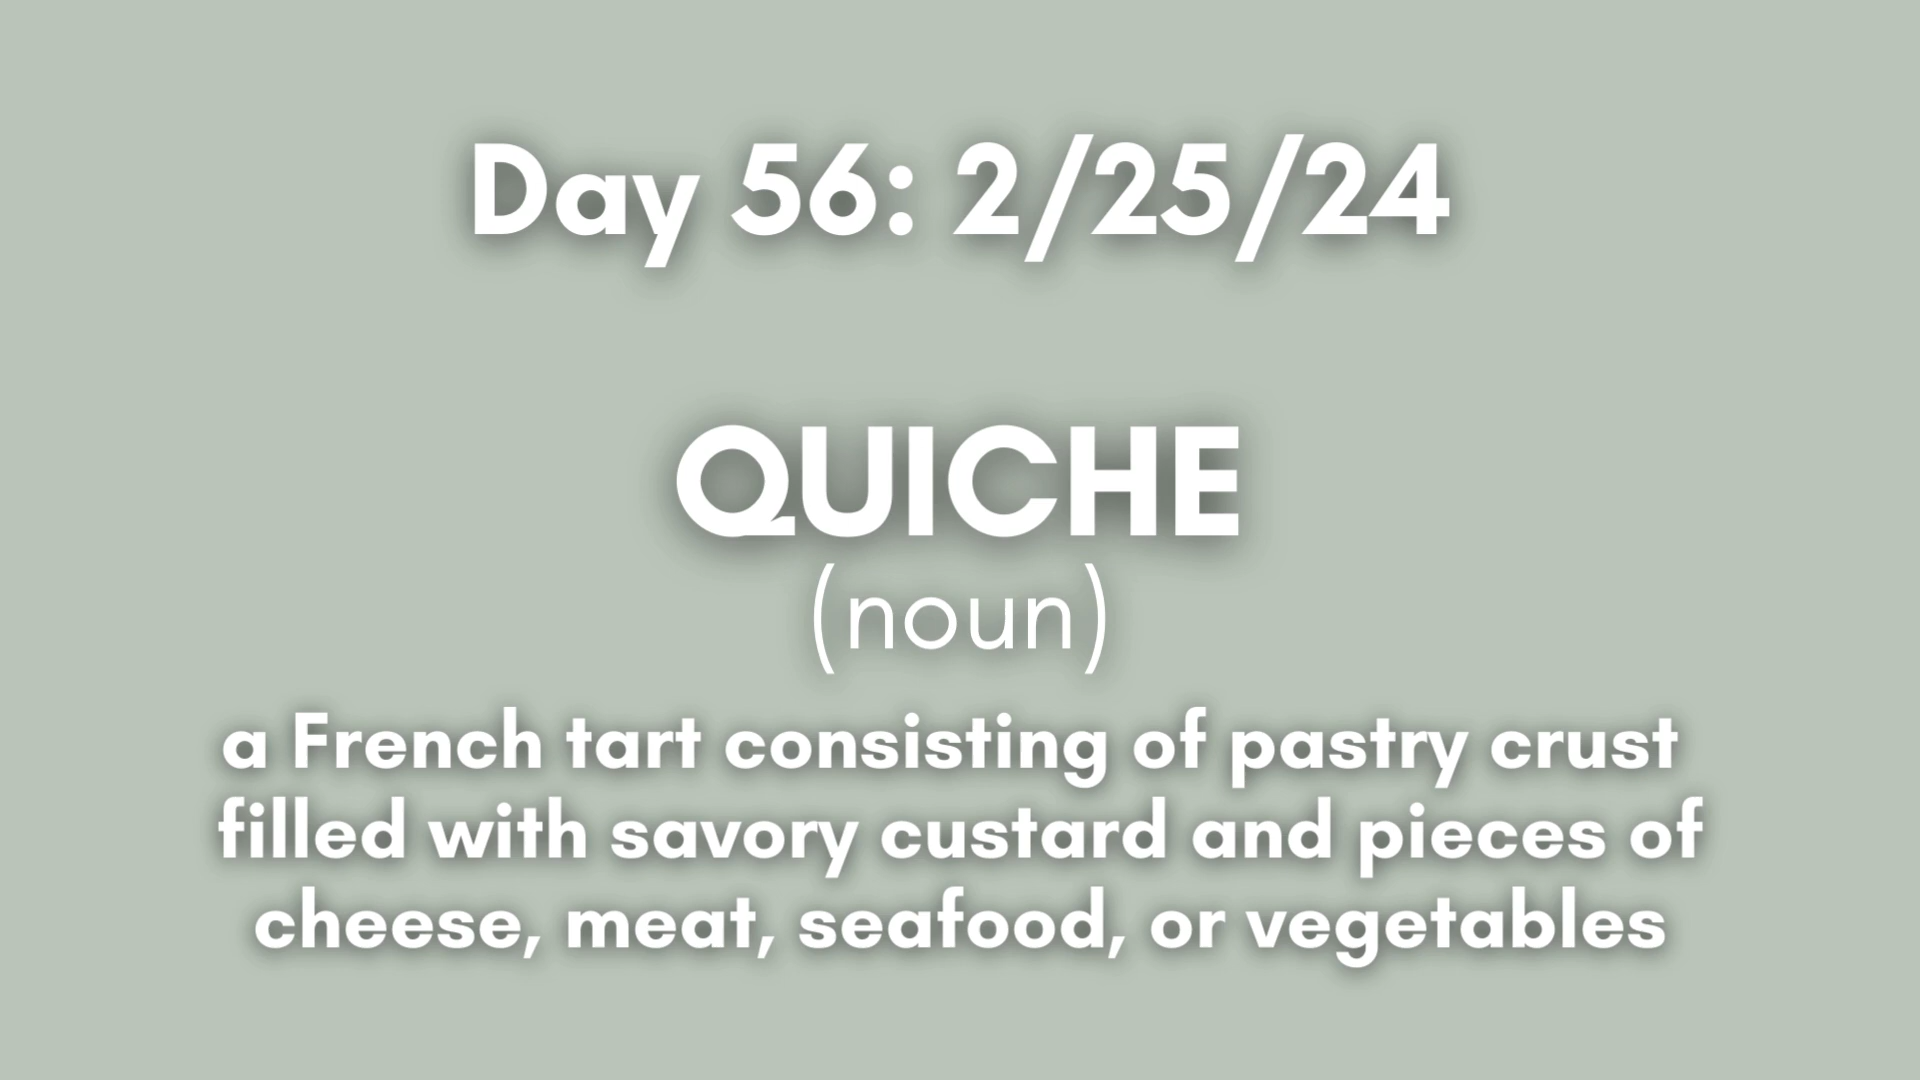 Day 56: 2/25/24
QUICHE
(noun)
a French tart consisting of pastry crust
filled with savory custard and pieces of
cheese, meat, seafood, or vegetables